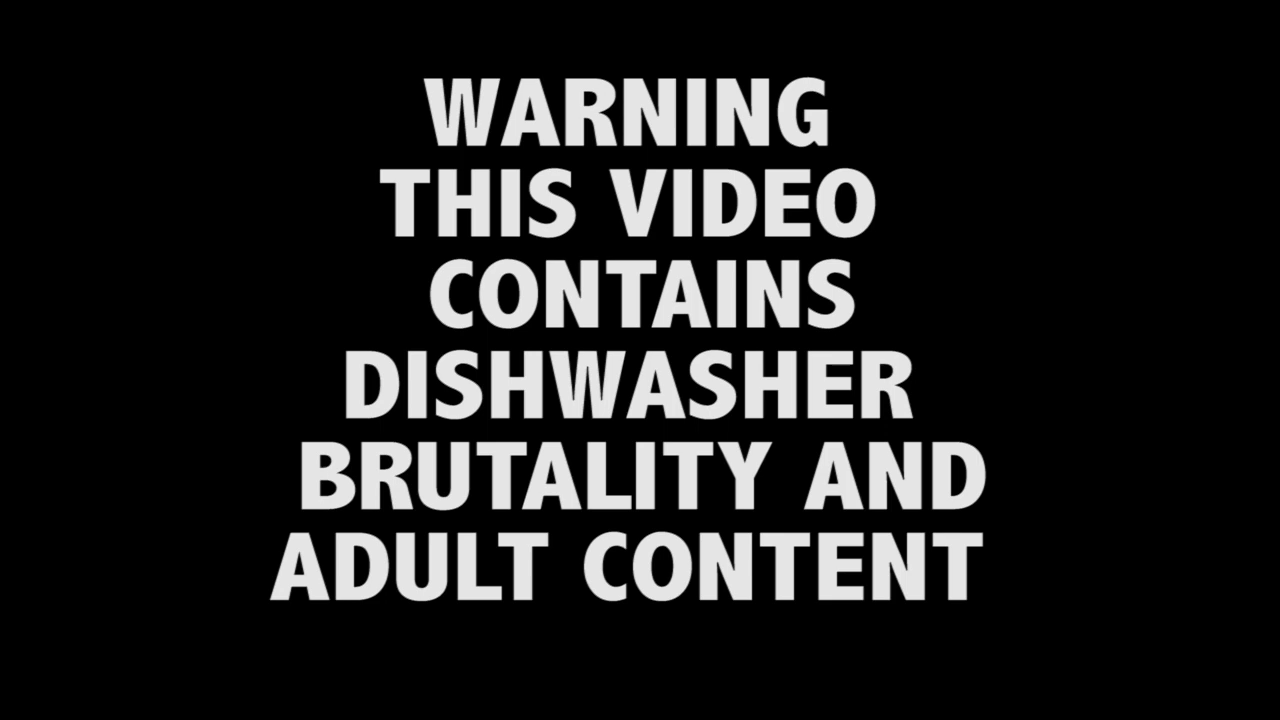 WARNING
THIS VIDEO
CONTAINS
DISHWASHER
BRUTALITY AND
ADULT CONTENT